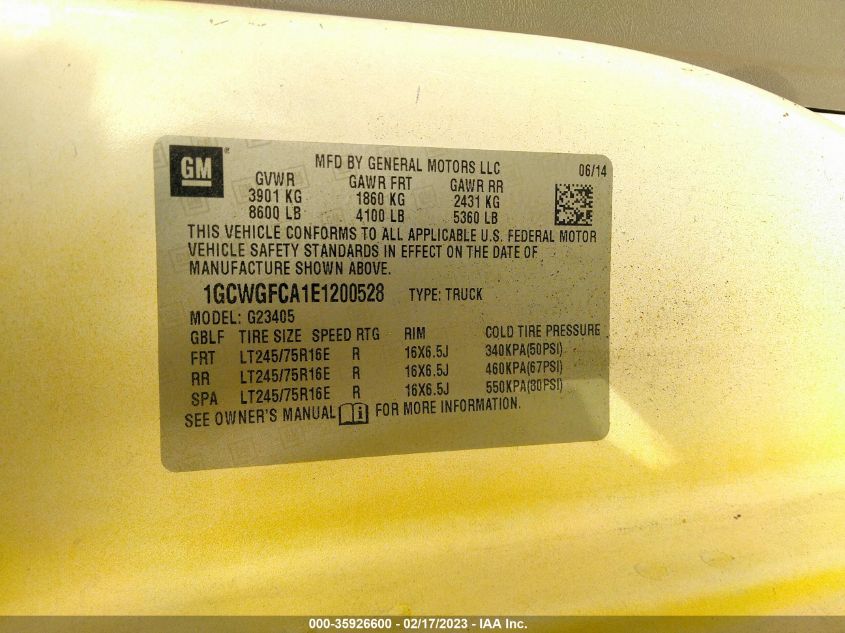 GM ® MFD BY GENERAL MOTORS LLC 06/14
GVWR GAWR FRT GAWR RR
3901 KG 1860 KG 2431 KG
8600 LB 4100 LB 5360 LB
THIS VEHICLE CONFORMS TO ALL APPLICABLE U.S. FEDERAL MOTOR
VEHICLE SAFETY STANDARDS IN EFFECT ON THE DATE OF
MANUFACTURE SHOWN ABOVE.
1GCWGFCA1E1200528 TYPE: TRUCK
MODEL: G23405
GBLF TIRE SIZE SPEED RTG RIM COLD TIRE PRESSURE
FRT LT245/75R16E R 16X6.5J 340KPA(50PSI)
RR LT245/75R16E R 16X6.5J 460KPA(67PSI)
SPA LT245/75R16E R 16X6.5J 550KPA(80PSI)
SEE OWNER'S MANUAL i FOR MORE INFORMATION.
000-35926600 - 02/17/2023 - IAA Inc.